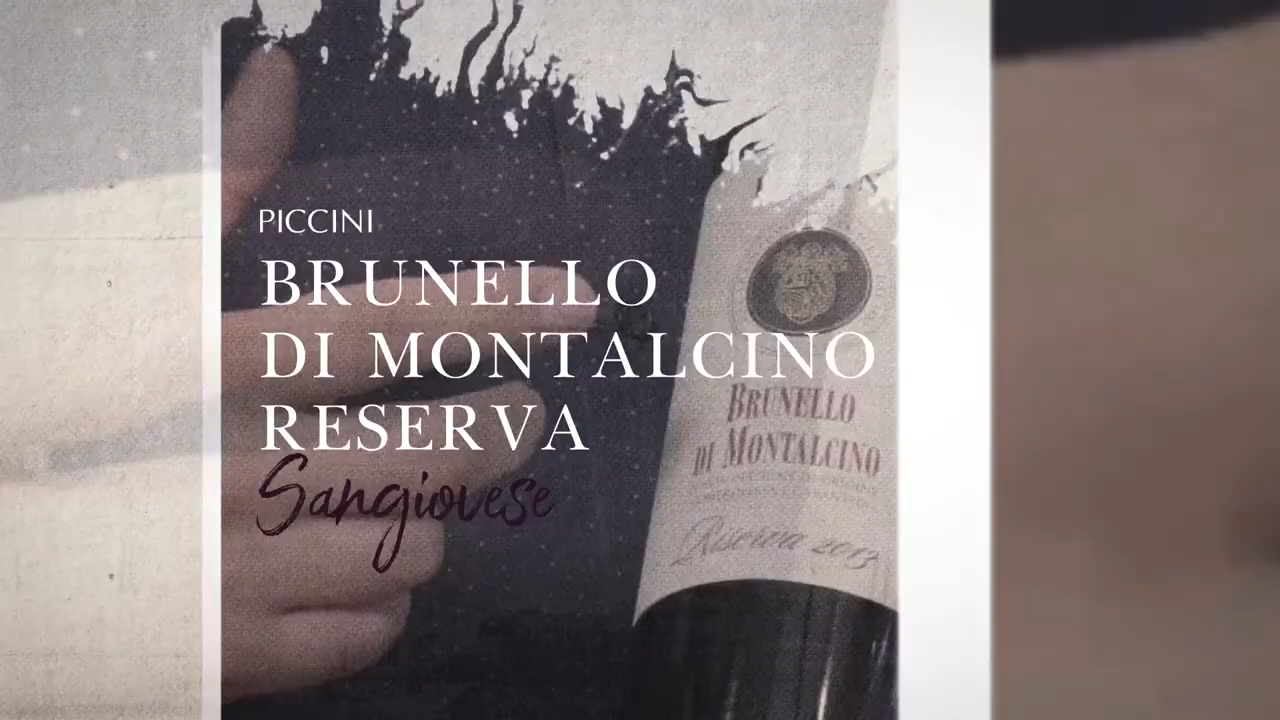 PICCINI
BRUNELLO
DI MONTALCINO
RESERVA
Sangiovese
BRUNELLO
DI MONTALCINO
Riserva 2013